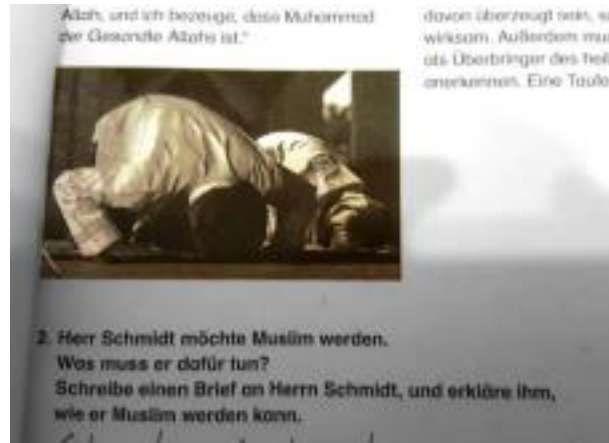 Allah, und ich bezeuge, dass Muhammad
der Gesandte Allahs ist."
davon überzeugt sein,
wirksam. Außerdem
als Überbringer des
anerkennen. Eine Taufe
2. Herr Schmidt möchte Muslim werden.
Was muss er dafür tun?
Schreibe einen Brief an Herrn Schmidt, und erkläre ihm,
wie er Muslim werden kann.